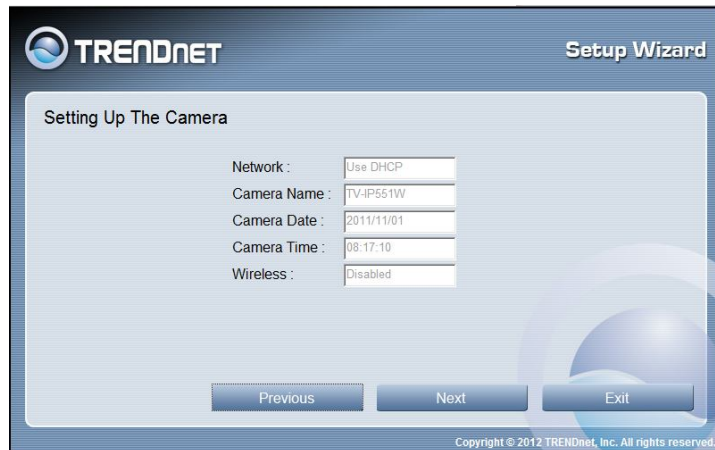 TRENDNET
Setup Wizard
Setting Up The Camera
Network : Use DHCP
Camera Name : TV-IP551W
Camera Date : 2011/11/01
Camera Time : 08:17:10
Wireless : Disabled
Previous Next Exit
Copyright © 2012 TRENDnet, Inc. All rights reserved.